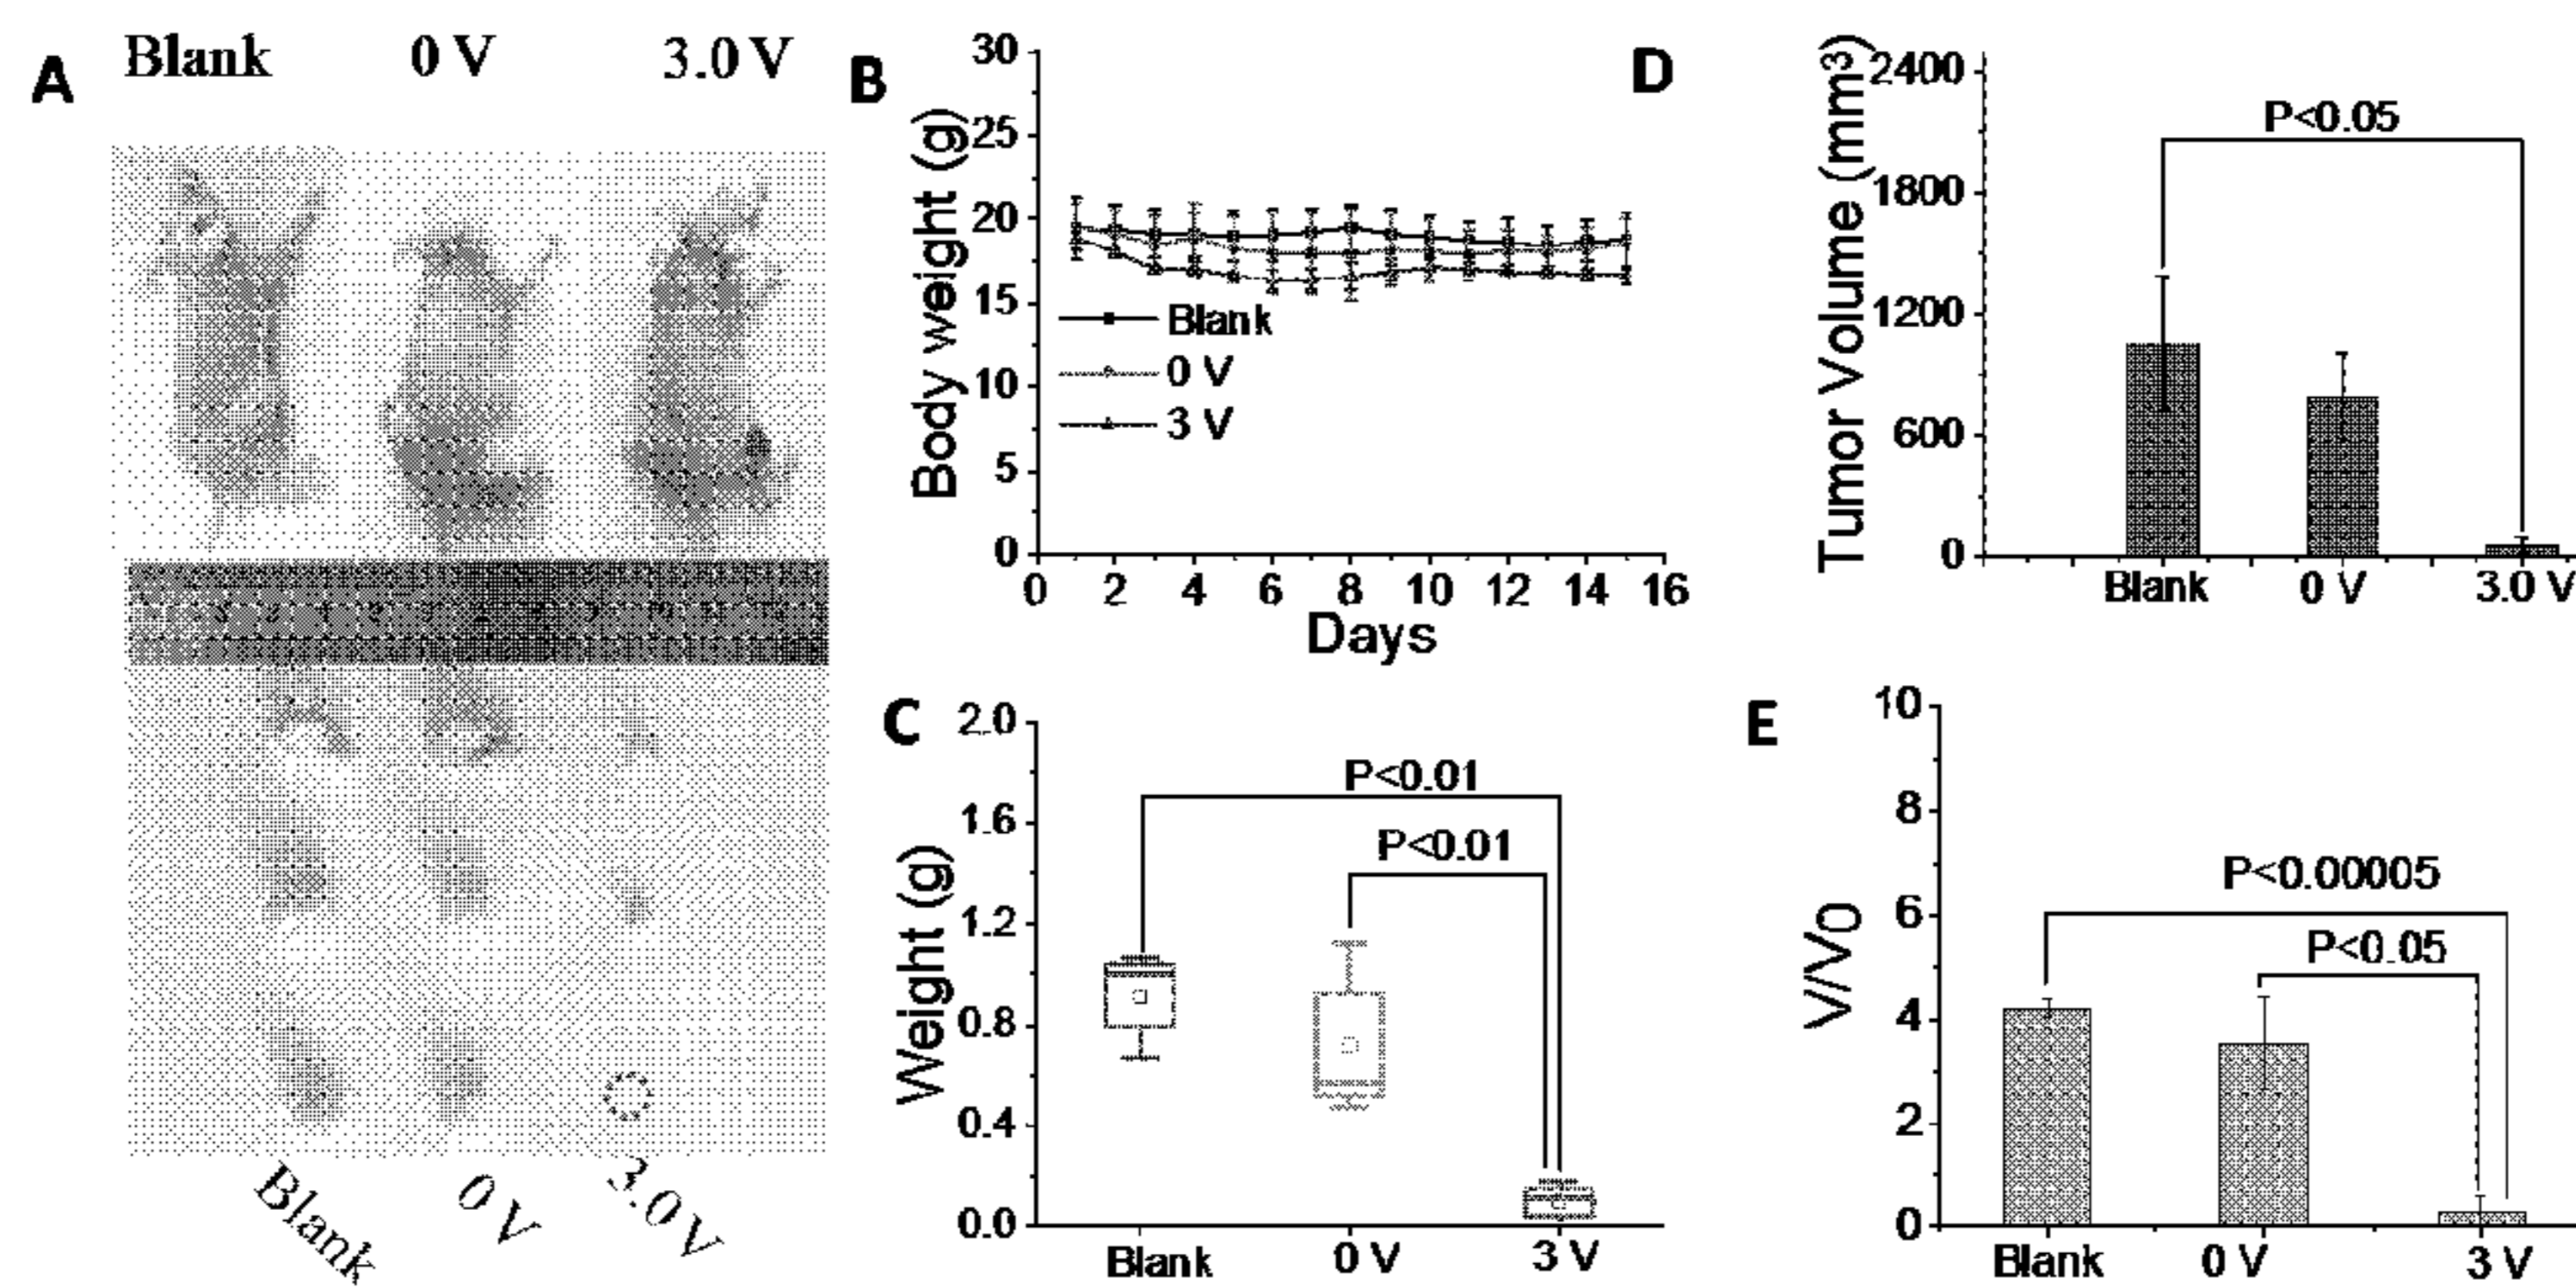 A
Blank 0 V 3.0 V
Blank
0 V
3.0 V
B
Body weight (g)
30
25
20
15
10
5
0
Blank
0 V
3 V
0 2 4 6 8 10 12 14 16
Days
C
Weight (g)
2.0
1.6
1.2
0.8
0.4
0.0
P<0.01
P<0.01
Blank 0 V 3 V
D
Tumor Volume (mm³)
2400
1800
1200
600
0
P<0.05
Blank 0 V 3.0 V
E
V/V0
10
8
6
4
2
0
P<0.00005
P<0.05
Blank 0 V 3 V